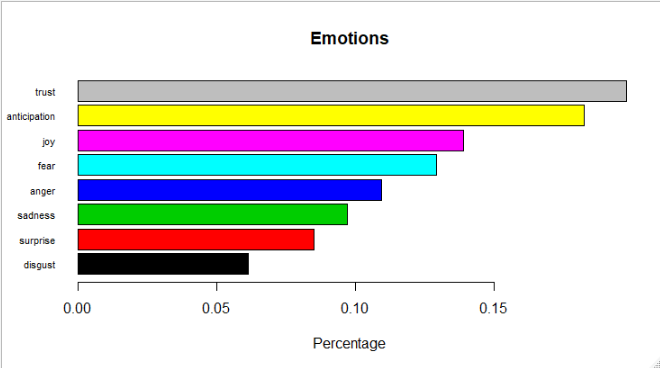 Emotions
trust
anticipation
joy
fear
anger
sadness
surprise
disgust
0.00 0.05 0.10 0.15
Percentage